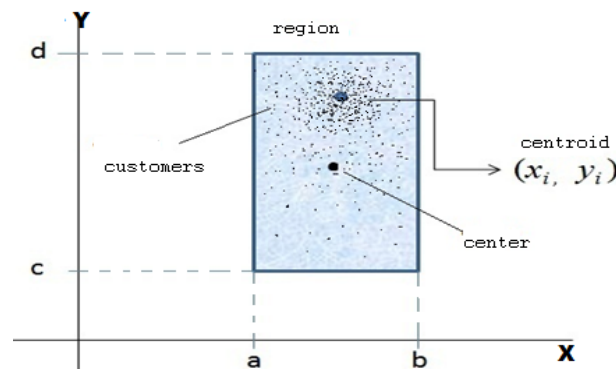 Y
region
d
customers
centroid
(x_i, y_i)
center
c
a
b
X